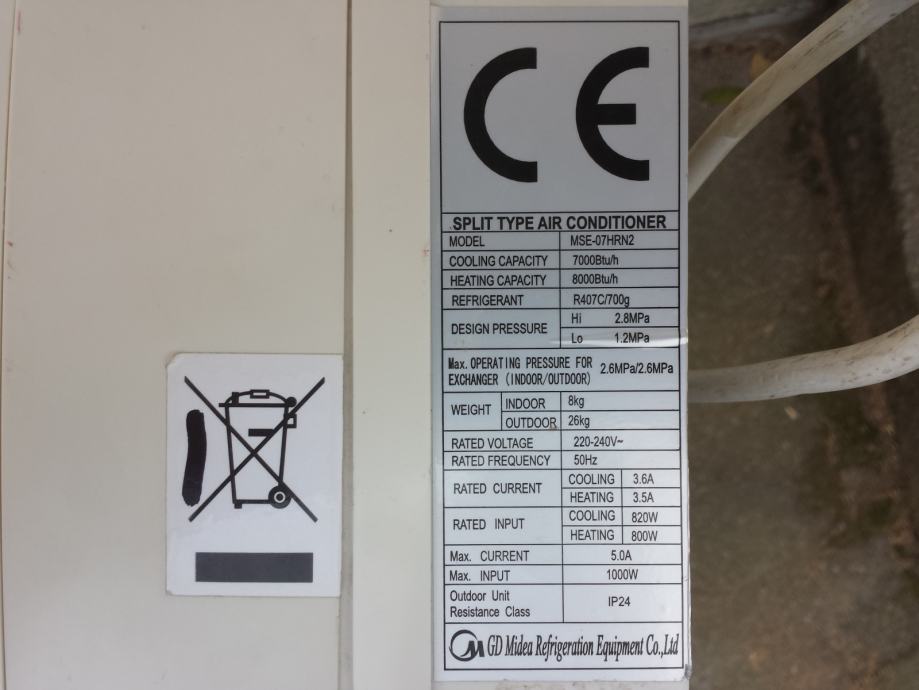 CE
SPLIT TYPE AIR CONDITIONER
MODEL MSE-07HRN2
COOLING CAPACITY 7000Btu/h
HEATING CAPACITY 8000Btu/h
REFRIGERANT R407C/700g
DESIGN PRESSURE Hi 2.8MPa
Lo 1.2MPa
Max. OPERATING PRESSURE FOR
EXCHANGER (INDOOR/OUTDOOR) 2.6MPa/2.6MPa
WEIGHT INDOOR 8kg
OUTDOOR 26kg
RATED VOLTAGE 220-240V~
RATED FREQUENCY 50Hz
RATED CURRENT COOLING 3.6A
HEATING 3.5A
RATED INPUT COOLING 820W
HEATING 800W
Max. CURRENT 5.0A
Max. INPUT 1000W
Outdoor Unit
Resistance Class IP24
GD Midea Refrigeration Equipment Co.,Ltd